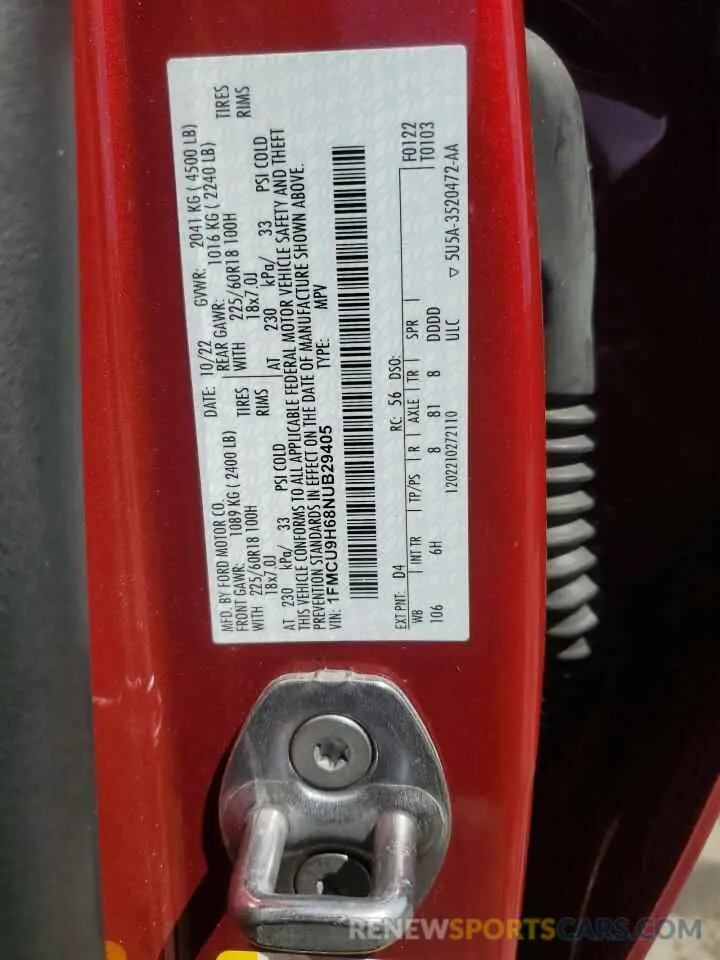 MFD. BY FORD MOTOR CO.
DATE: 10/22
GVWR: 2041 KG ( 4500 LB)
FRONT GAWR: 1089 KG ( 2400 LB)
REAR GAWR: 1016 KG ( 2240 LB)
WITH 225/60R18 100H TIRES
WITH 225/60R18 100H TIRES
18x7.0J RIMS
18x7.0J RIMS
AT 230 kPa/ 33 PSI COLD
AT 230 kPa/ 33 PSI COLD
THIS VEHICLE CONFORMS TO ALL APPLICABLE FEDERAL MOTOR VEHICLE SAFETY AND THEFT
PREVENTION STANDARDS IN EFFECT ON THE DATE OF MANUFACTURE SHOWN ABOVE.
VIN: 1FMCU9H68NUB29405
TYPE: MPV
EXT PNT: D4 RC: 56 DSO: F0122
T0103
WB INT TR TP/PS R AXLE TR SPR
106 6H 8 81 8 DDDD
1202210272110 ULC ▽ 5U5A-3520472-AA
RENEWSPORTSCARS.COM